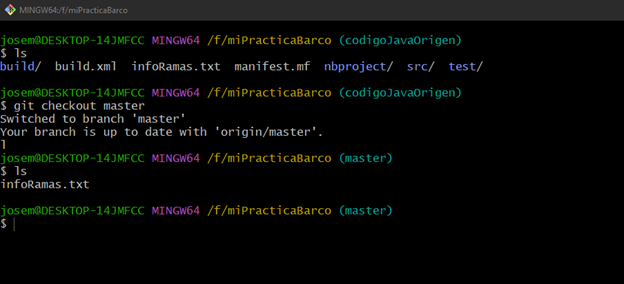 MINGW64:/f/miPracticaBarco
josem@DESKTOP-14JMFCC MINGW64 /f/miPracticaBarco (codigoJavaOrigen)
$ ls
build/ build.xml infoRamas.txt manifest.mf nbproject/ src/ test/
josem@DESKTOP-14JMFCC MINGW64 /f/miPracticaBarco (codigoJavaOrigen)
$ git checkout master
Switched to branch 'master'
Your branch is up to date with 'origin/master'.
l
josem@DESKTOP-14JMFCC MINGW64 /f/miPracticaBarco (master)
$ ls
infoRamas.txt
josem@DESKTOP-14JMFCC MINGW64 /f/miPracticaBarco (master)
$